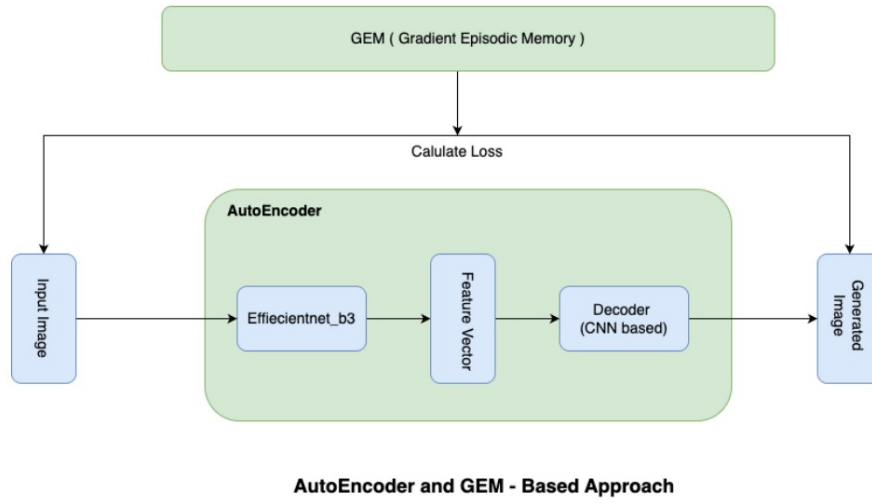 GEM ( Gradient Episodic Memory )
Calulate Loss
AutoEncoder
Input Image
Effiecientnet_b3
Feature Vector
Decoder
(CNN based)
Generated
Image
AutoEncoder and GEM - Based Approach